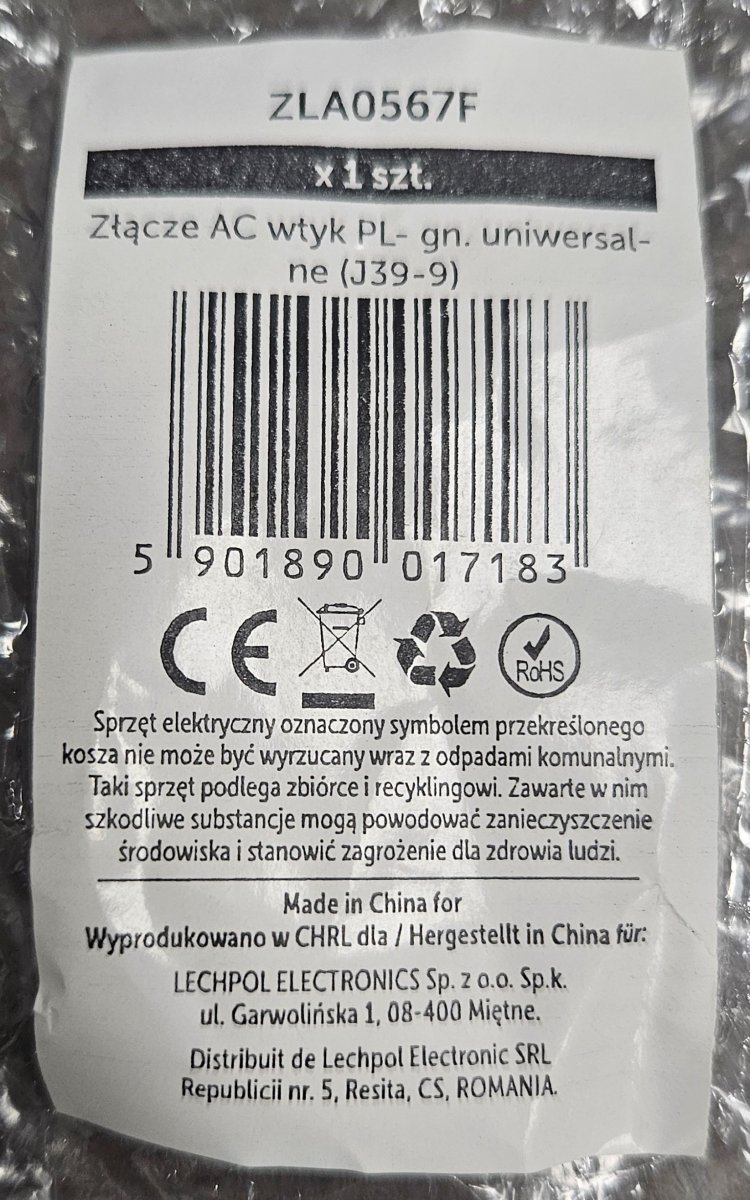 ZLA0567F
x 1 szt.
Złącze AC wtyk PL- gn. uniwersal-
ne (J39-9)
5 901890 017183
CE
RoHS
Sprzęt elektryczny oznaczony symbolem przekreślonego
kosza nie może być wyrzucany wraz z odpadami komunalnymi.
Taki sprzęt podlega zbiórce i recyklingowi. Zawarte w nim
szkodliwe substancje mogą powodować zanieczyszczenie
środowiska i stanowić zagrożenie dla zdrowia ludzi.
Made in China for
Wyprodukowano w CHRL dla / Hergestellt in China für:
LECHPOL ELECTRONICS Sp. z o.o. Sp.k.
ul. Garwolińska 1, 08-400 Miętne.
Distribuit de Lechpol Electronic SRL
Republicii nr. 5, Resita, CS, ROMANIA.